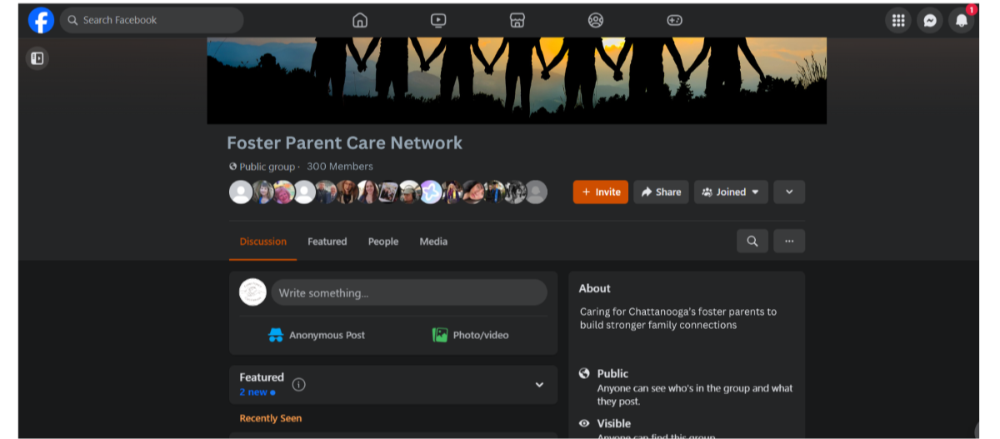 Search Facebook
1
Foster Parent Care Network
Public group · 300 Members
+ Invite
Share
Joined
Discussion
Featured
People
Media
...
Write something...
Anonymous Post
Photo/video
Featured
2 new
Recently Seen
About
Caring for Chattanooga's foster parents to
build stronger family connections
Public
Anyone can see who's in the group and what
they post.
Visible
Anyone can find this group.